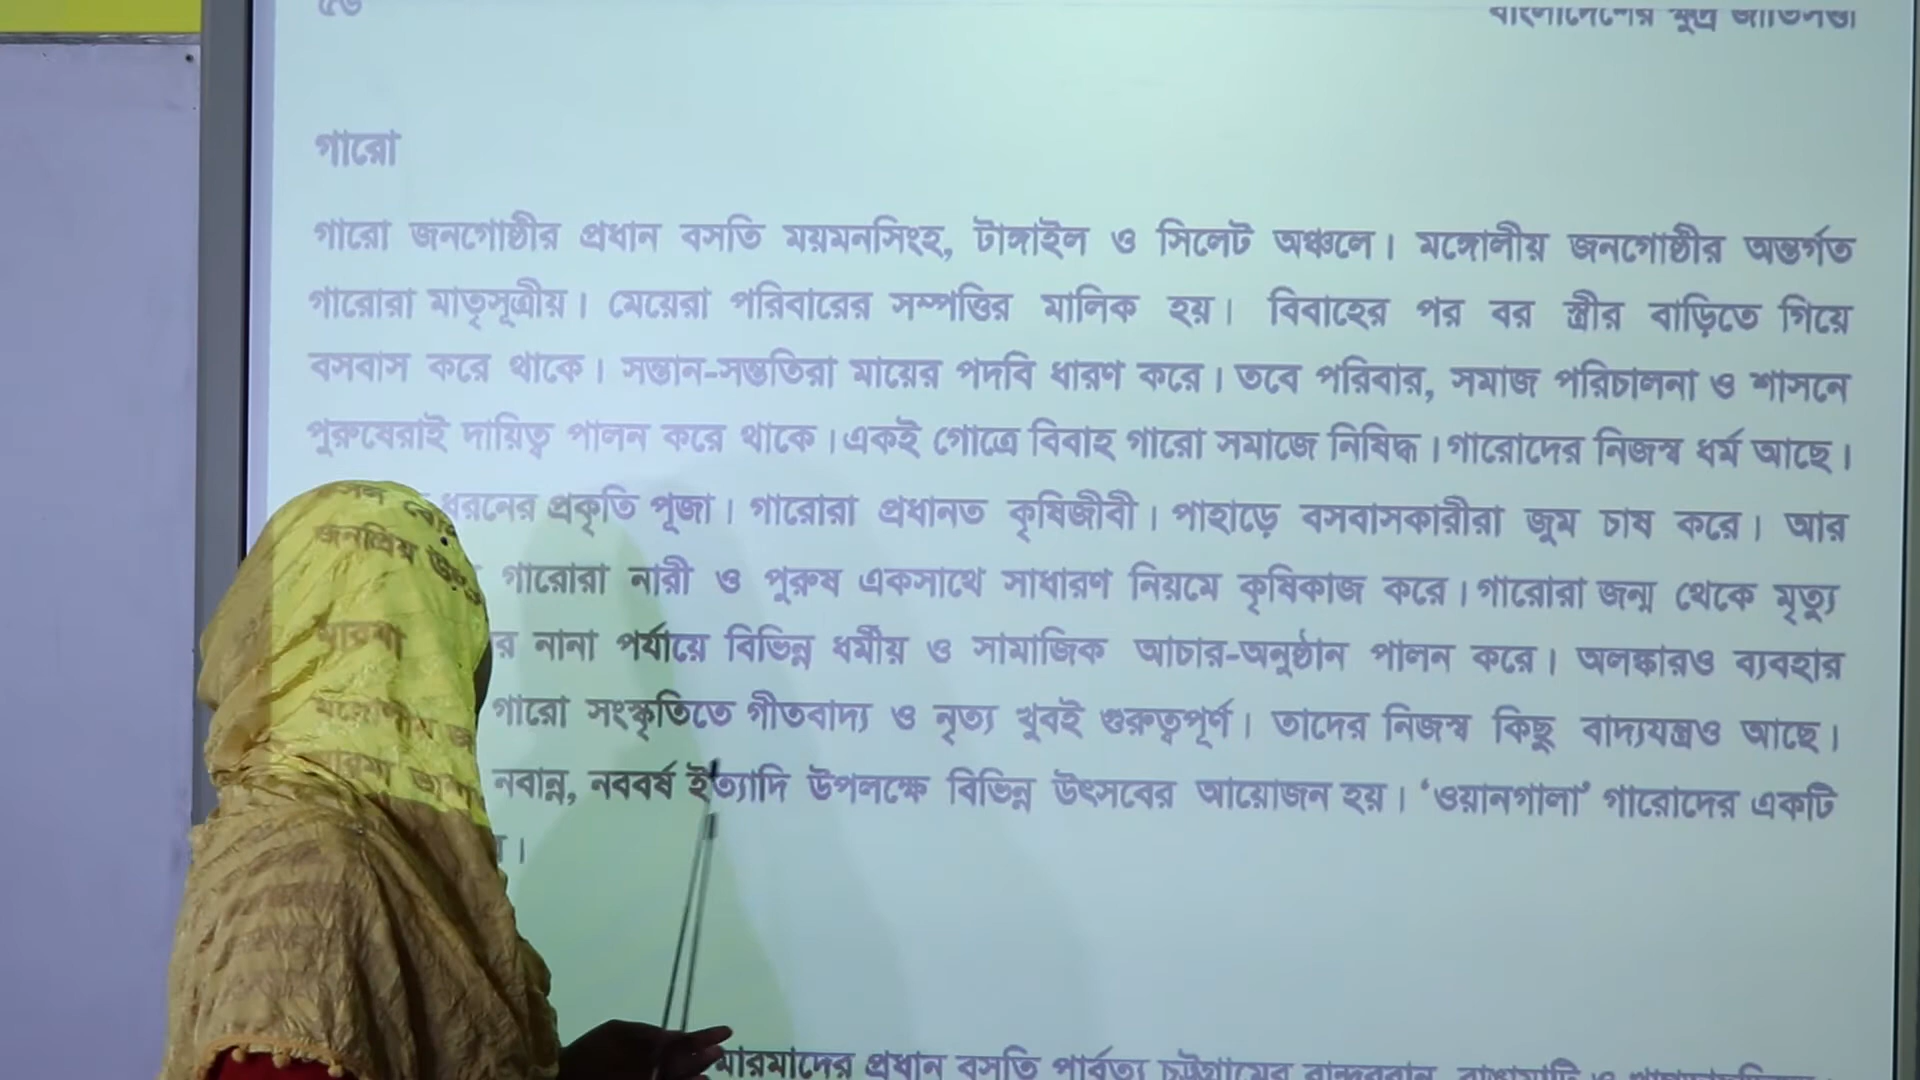 ৫৬
বাংলাদেশের ক্ষুদ্র জাতিসত্তা
গারো
গারো জনগোষ্ঠীর প্রধান বসতি ময়মনসিংহ, টাঙ্গাইল ও সিলেট অঞ্চলে। মঙ্গোলীয় জনগোষ্ঠীর অন্তর্গত
গারোরা মাতৃসূত্রীয়। মেয়েরা পরিবারের সম্পত্তির মালিক হয়। বিবাহের পর বর স্ত্রীর বাড়িতে গিয়ে
বসবাস করে থাকে। সন্তান-সন্ততিরা মায়ের পদবি ধারণ করে। তবে পরিবার, সমাজ পরিচালনা ও শাসনে
পুরুষেরাই দায়িত্ব পালন করে থাকে। একই গোত্রে বিবাহ গারো সমাজে নিষিদ্ধ। গারোদের নিজস্ব ধর্ম আছে।
ধরনের প্রকৃতি পূজা। গারোরা প্রধানত কৃষিজীবী। পাহাড়ে বসবাসকারীরা জুম চাষ করে। আর
গারোরা নারী ও পুরুষ একসাথে সাধারণ নিয়মে কৃষিকাজ করে। গারোরা জন্ম থেকে মৃত্যু
র নানা পর্যায়ে বিভিন্ন ধর্মীয় ও সামাজিক আচার-অনুষ্ঠান পালন করে। অলঙ্কারও ব্যবহার
গারো সংস্কৃতিতে গীতবাদ্য ও নৃত্য খুবই গুরুত্বপূর্ণ। তাদের নিজস্ব কিছু বাদ্যযন্ত্রও আছে।
নবান্ন, নববর্ষ ইত্যাদি উপলক্ষে বিভিন্ন উৎসবের আয়োজন হয়। ‘ওয়ানগালা’ গারোদের একটি
জনপ্রিয়
মারমা
মারমাদের প্রধান বসতি পার্বত্য চট্টগ্রামের বান্দরবান, রাঙামাটি ও